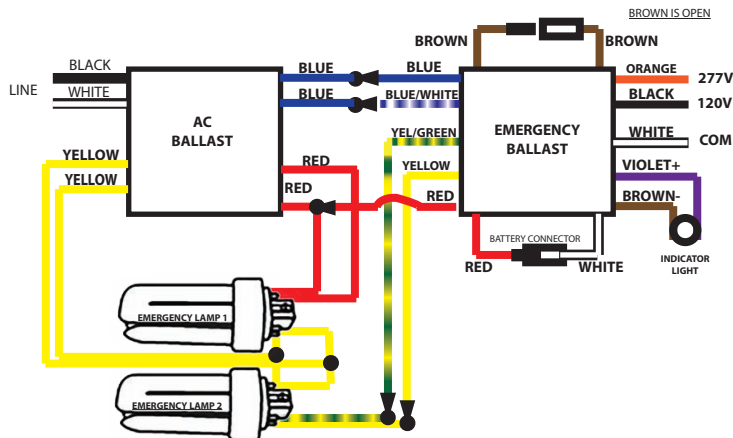 BROWN IS OPEN
BROWN
BROWN
BLACK
LINE
WHITE
AC
BALLAST
BLUE
BLUE
BLUE
BLUE/WHITE
YEL/GREEN
YELLOW
EMERGENCY
BALLAST
ORANGE
277V
BLACK
120V
WHITE
COM
VIOLET+
BROWN-
YELLOW
YELLOW
RED
RED
RED
BATTERY CONNECTOR
RED
WHITE
INDICATOR
LIGHT
EMERGENCY LAMP 1
EMERGENCY LAMP 2